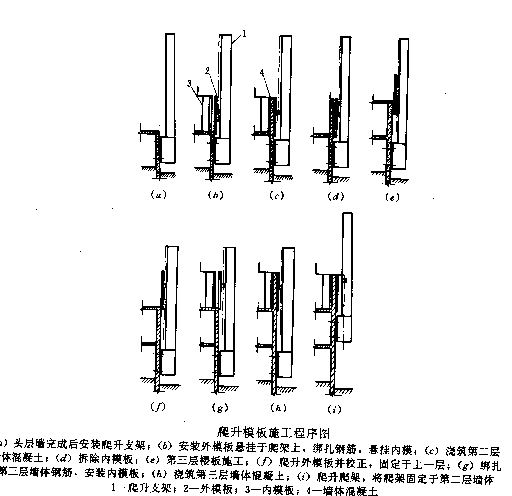 1
2
3
4
(a) (b) (c) (d) (e)
(f) (g) (h) (i)
爬升模板施工程序图
a）头层墙完成后安装爬升支架；(b) 安装外模板悬挂于爬架上，绑扎钢筋，悬挂内模；(c) 浇筑第二层
体混凝土；(d) 拆除内模板；(e) 第三层楼板施工；(f) 爬升外模板并校正，固定于上一层；(g) 绑扎
第三层墙体钢筋，安装内模板；(h) 浇筑第三层墙体混凝土；(i) 爬升爬架，将爬架固定于第二层墙体
1—爬升支架；2—外模板；3—内模板；4—墙体混凝土